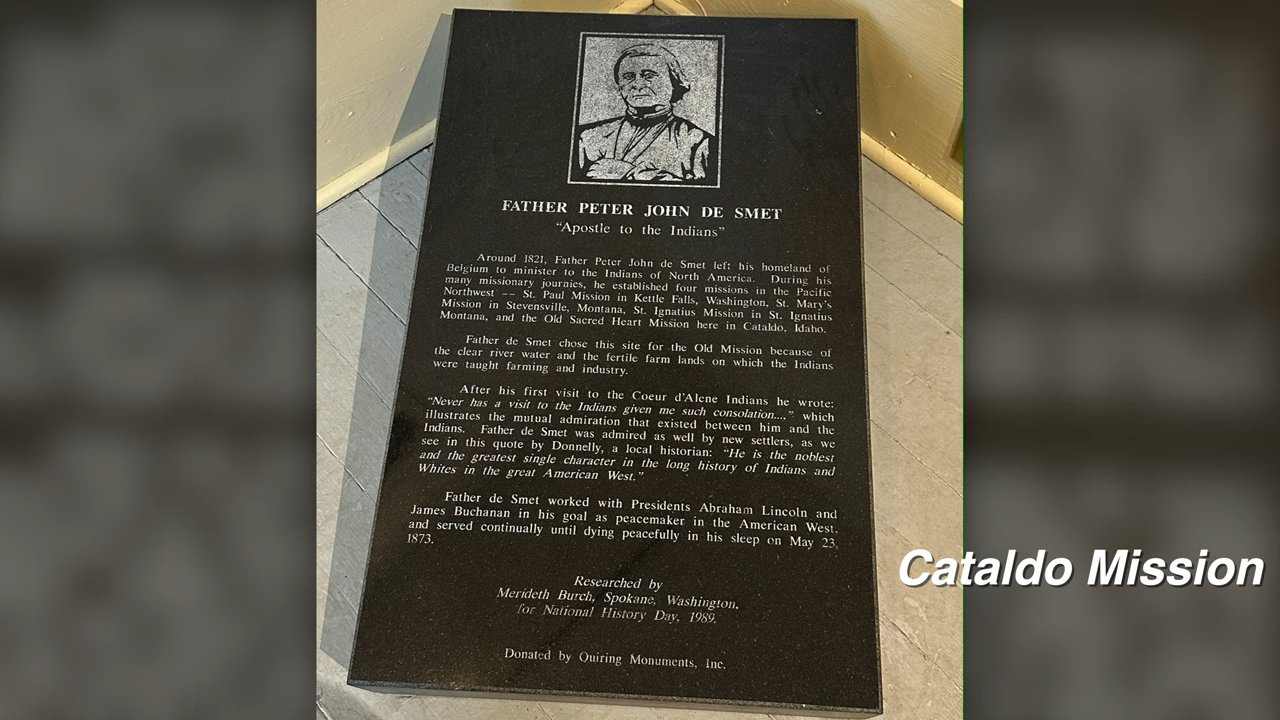 FATHER PETER JOHN DE SMET
“Apostle to the Indians”
Around 1821, Father Peter John de Smet left his homeland of
Belgium to minister to the Indians of North America. During his
many missionary journies, he established four missions in the Pacific
Northwest -- St. Paul Mission in Kettle Falls, Washington, St. Mary's
Mission in Stevensville, Montana, St. Ignatius Mission in St. Ignatius
Montana, and the Old Sacred Heart Mission here in Cataldo, Idaho.
Father de Smet chose this site for the Old Mission because of
the clear river water and the fertile farm lands on which the Indians
were taught farming and industry.
After his first visit to the Coeur d'Alene Indians he wrote:
“Never has a visit to the Indians given me such consolation....” which
illustrates the mutual admiration that existed between him and the
Indians. Father de Smet was admired as well by new settlers, as we
see in this quote by Donnelly, a local historian: “He is the noblest
and the greatest single character in the long history of Indians and
Whites in the great American West.”
Father de Smet worked with Presidents Abraham Lincoln and
James Buchanan in his goal as peacemaker in the American West,
and served continually until dying peacefully in his sleep on May 23,
1873.
Researched by
Merideth Burch, Spokane, Washington,
for National History Day, 1989.
Donated by Quiring Monuments, Inc.
Cataldo Mission